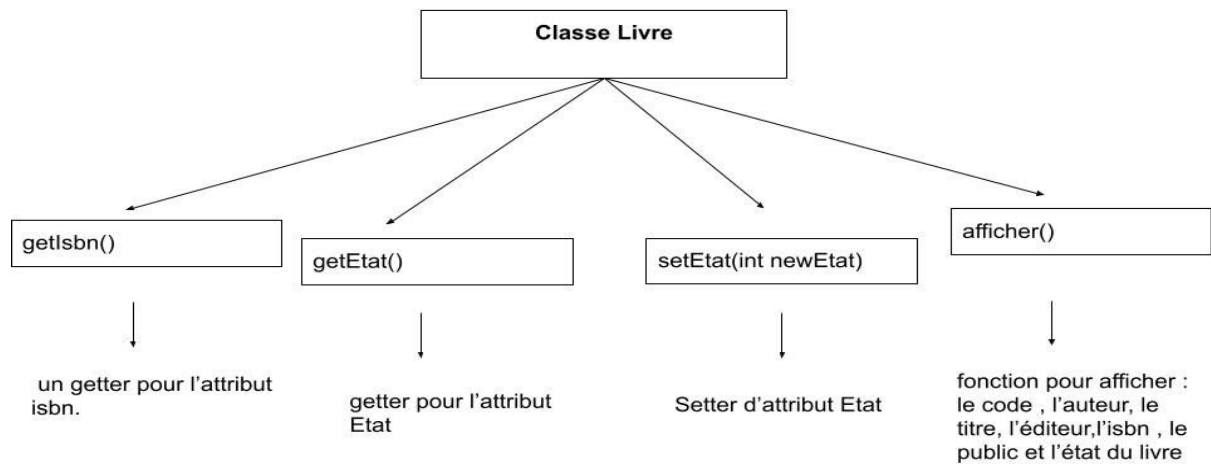 Classe Livre
getIsbn()
getEtat()
setEtat(int newEtat)
afficher()
un getter pour l'attribut
isbn.
getter pour l'attribut
Etat
Setter d'attribut Etat
fonction pour afficher :
le code , l'auteur, le
titre, l'éditeur,l'isbn , le
public et l'état du livre